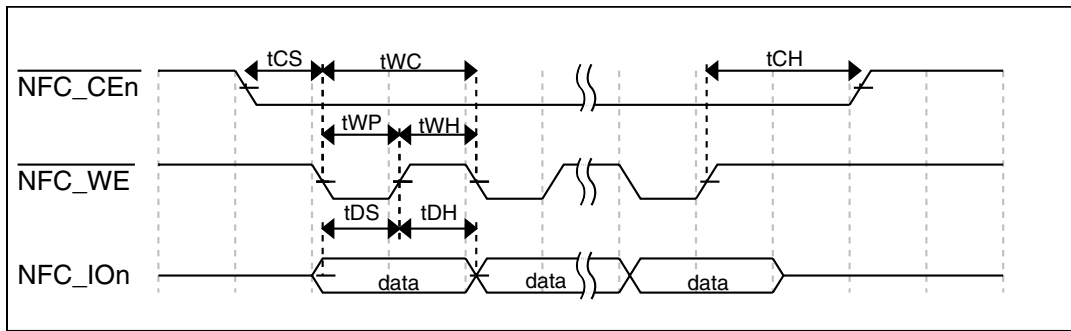 tCS tWC tCH
NFC_CEn
tWP tWH
NFC_WE
tDS tDH
NFC_IOn data data data